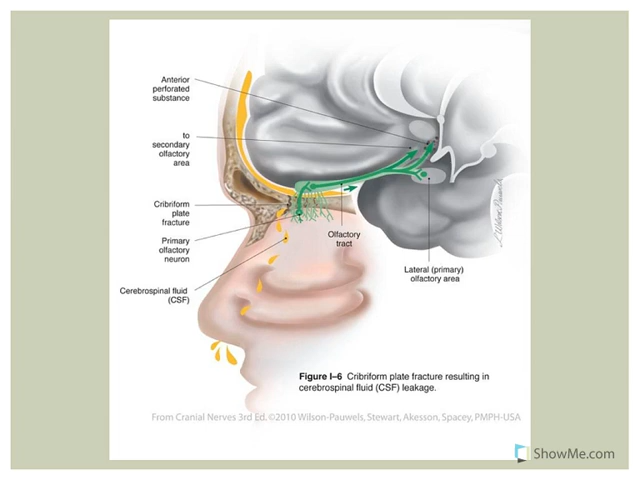 Anterior
perforated
substance
to
secondary
olfactory
area
Cribriform
plate
fracture
Primary
olfactory
neuron
Cerebrospinal fluid
(CSF)
Olfactory
tract
Lateral (primary)
olfactory area
L.Wilson-Pauwels
Figure I–6 Cribriform plate fracture resulting in
cerebrospinal fluid (CSF) leakage.
From Cranial Nerves 3rd Ed.©2010 Wilson-Pauwels, Stewart, Akesson, Spacey, PMPH-USA
ShowMe.com